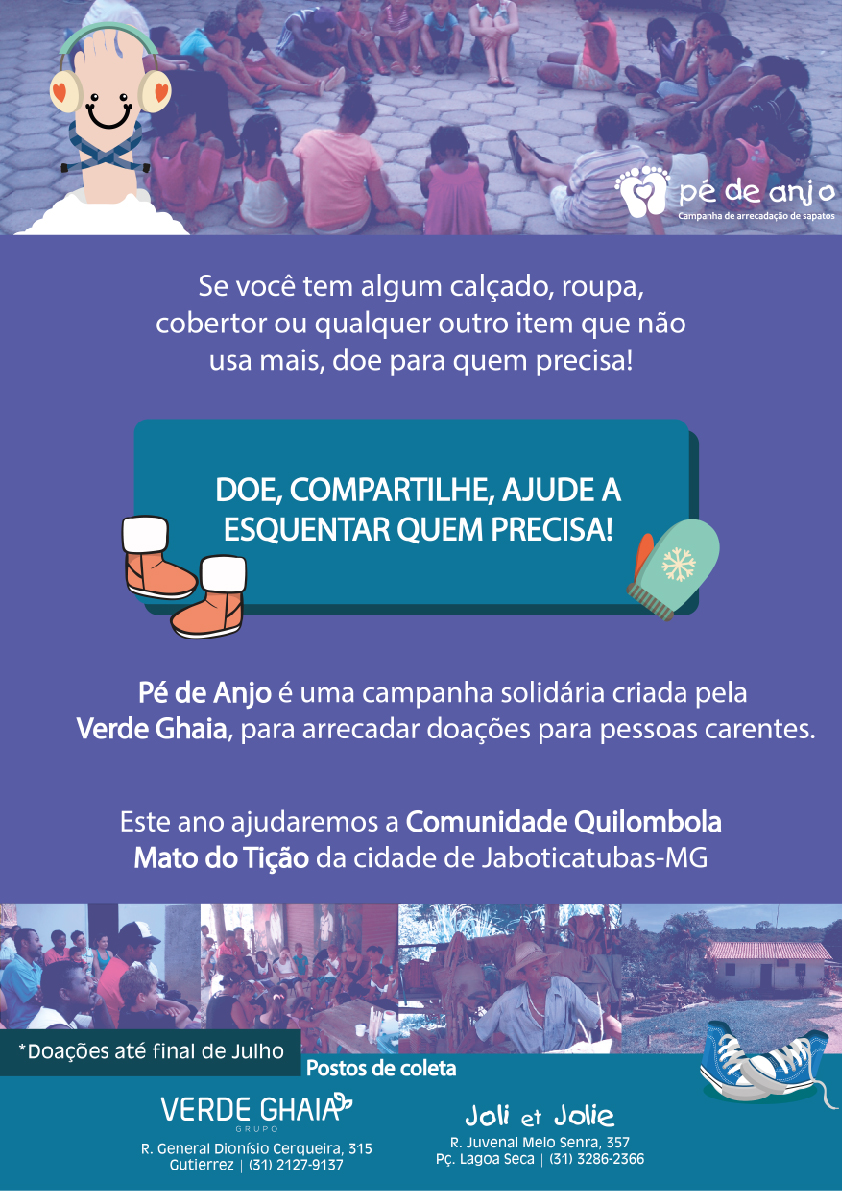 pé de anjo
Campanha de arrecadação de sapatos
Se você tem algum calçado, roupa,
cobertor ou qualquer outro item que não
usa mais, doe para quem precisa!
DOE, COMPARTILHE, AJUDE A
ESQUENTAR QUEM PRECISA!
Pé de Anjo é uma campanha solidária criada pela
Verde Ghaia, para arrecadar doações para pessoas carentes.
Este ano ajudaremos a Comunidade Quilombola
Mato do Tição da cidade de Jaboticatubas-MG
*Doações até final de Julho
Postos de coleta
VERDE GHAIA
GRUPO
R. General Dionísio Cerqueira, 315
Gutierrez | (31) 2127-9137
Joli et Jolie
R. Juvenal Melo Senra, 357
Pç. Lagoa Seca | (31) 3286-2366